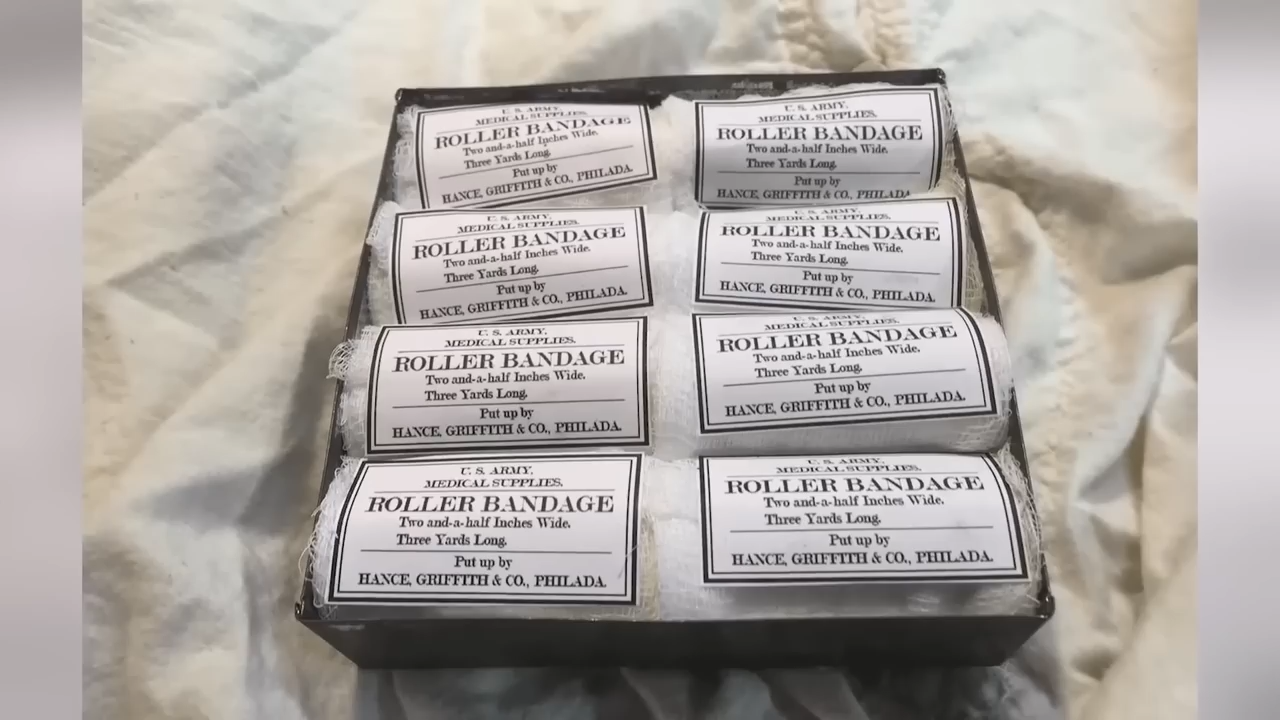 U. S. ARMY,
MEDICAL SUPPLIES.
ROLLER BANDAGE
Two and-a-half Inches Wide.
Three Yards Long.
Put up by
HANCE, GRIFFITH & CO., PHILADA.
U. S. ARMY,
MEDICAL SUPPLIES.
ROLLER BANDAGE
Two and-a-half Inches Wide.
Three Yards Long.
Put up by
HANCE, GRIFFITH & CO., PHILADA
U. S. ARMY,
MEDICAL SUPPLIES.
ROLLER BANDAGE
Two and-a-half Inches Wide.
Three Yards Long.
Put up by
HANCE, GRIFFITH & CO., PHILADA.
U. S. ARMY,
MEDICAL SUPPLIES.
ROLLER BANDAGE
Two and-a-half Inches Wide.
Three Yards Long.
Put up by
HANCE, GRIFFITH & CO., PHILADA.
U. S. ARMY,
MEDICAL SUPPLIES.
ROLLER BANDAGE
Two and-a-half Inches Wide.
Three Yards Long.
Put up by
HANCE, GRIFFITH & CO., PHILADA.
U. S. ARMY,
MEDICAL SUPPLIES.
ROLLER BANDAGE
Two and-a-half Inches Wide.
Three Yards Long.
Put up by
HANCE, GRIFFITH & CO., PHILADA.
U. S. ARMY,
MEDICAL SUPPLIES.
ROLLER BANDAGE
Two and-a-half Inches Wide.
Three Yards Long.
Put up by
HANCE, GRIFFITH & CO., PHILADA.
U. S. ARMY,
MEDICAL SUPPLIES.
ROLLER BANDAGE
Two and-a-half Inches Wide.
Three Yards Long.
Put up by
HANCE, GRIFFITH & CO., PHILADA.